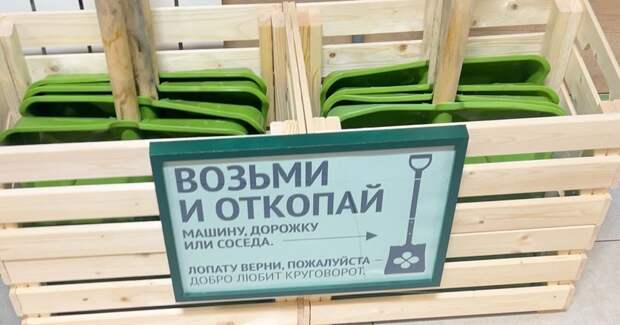 ВОЗЬМИ
И ОТКОПАЙ
МАШИНУ, ДОРОЖКУ
ИЛИ СОСЕДА.
ЛОПАТУ ВЕРНИ, ПОЖАЛУЙСТА –
ДОБРО ЛЮБИТ КРУГОВОРОТ.